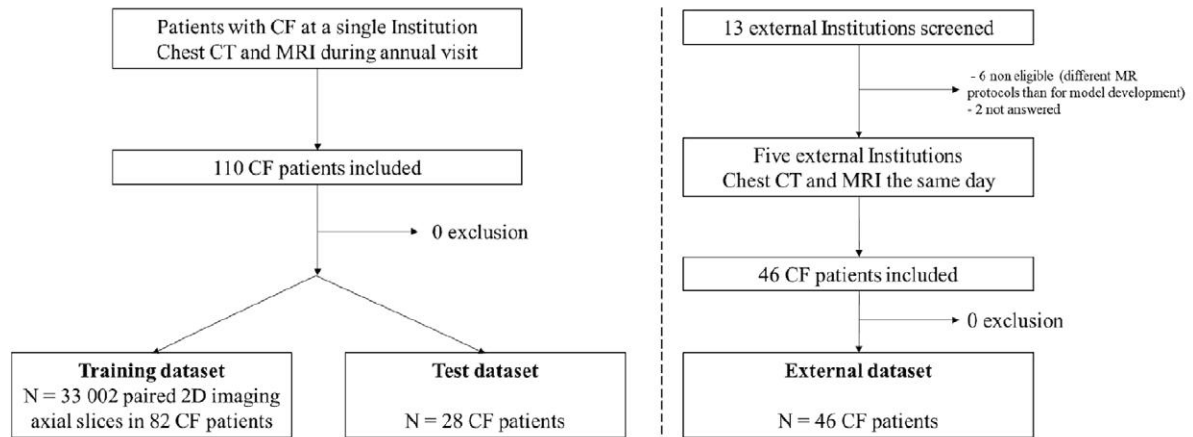 Patients with CF at a single Institution
Chest CT and MRI during annual visit
110 CF patients included
0 exclusion
Training dataset
N = 33 002 paired 2D imaging
axial slices in 82 CF patients
Test dataset
N = 28 CF patients
13 external Institutions screened
- 6 non eligible (different MR
protocols than for model development)
- 2 not answered
Five external Institutions
Chest CT and MRI the same day
46 CF patients included
0 exclusion
External dataset
N = 46 CF patients